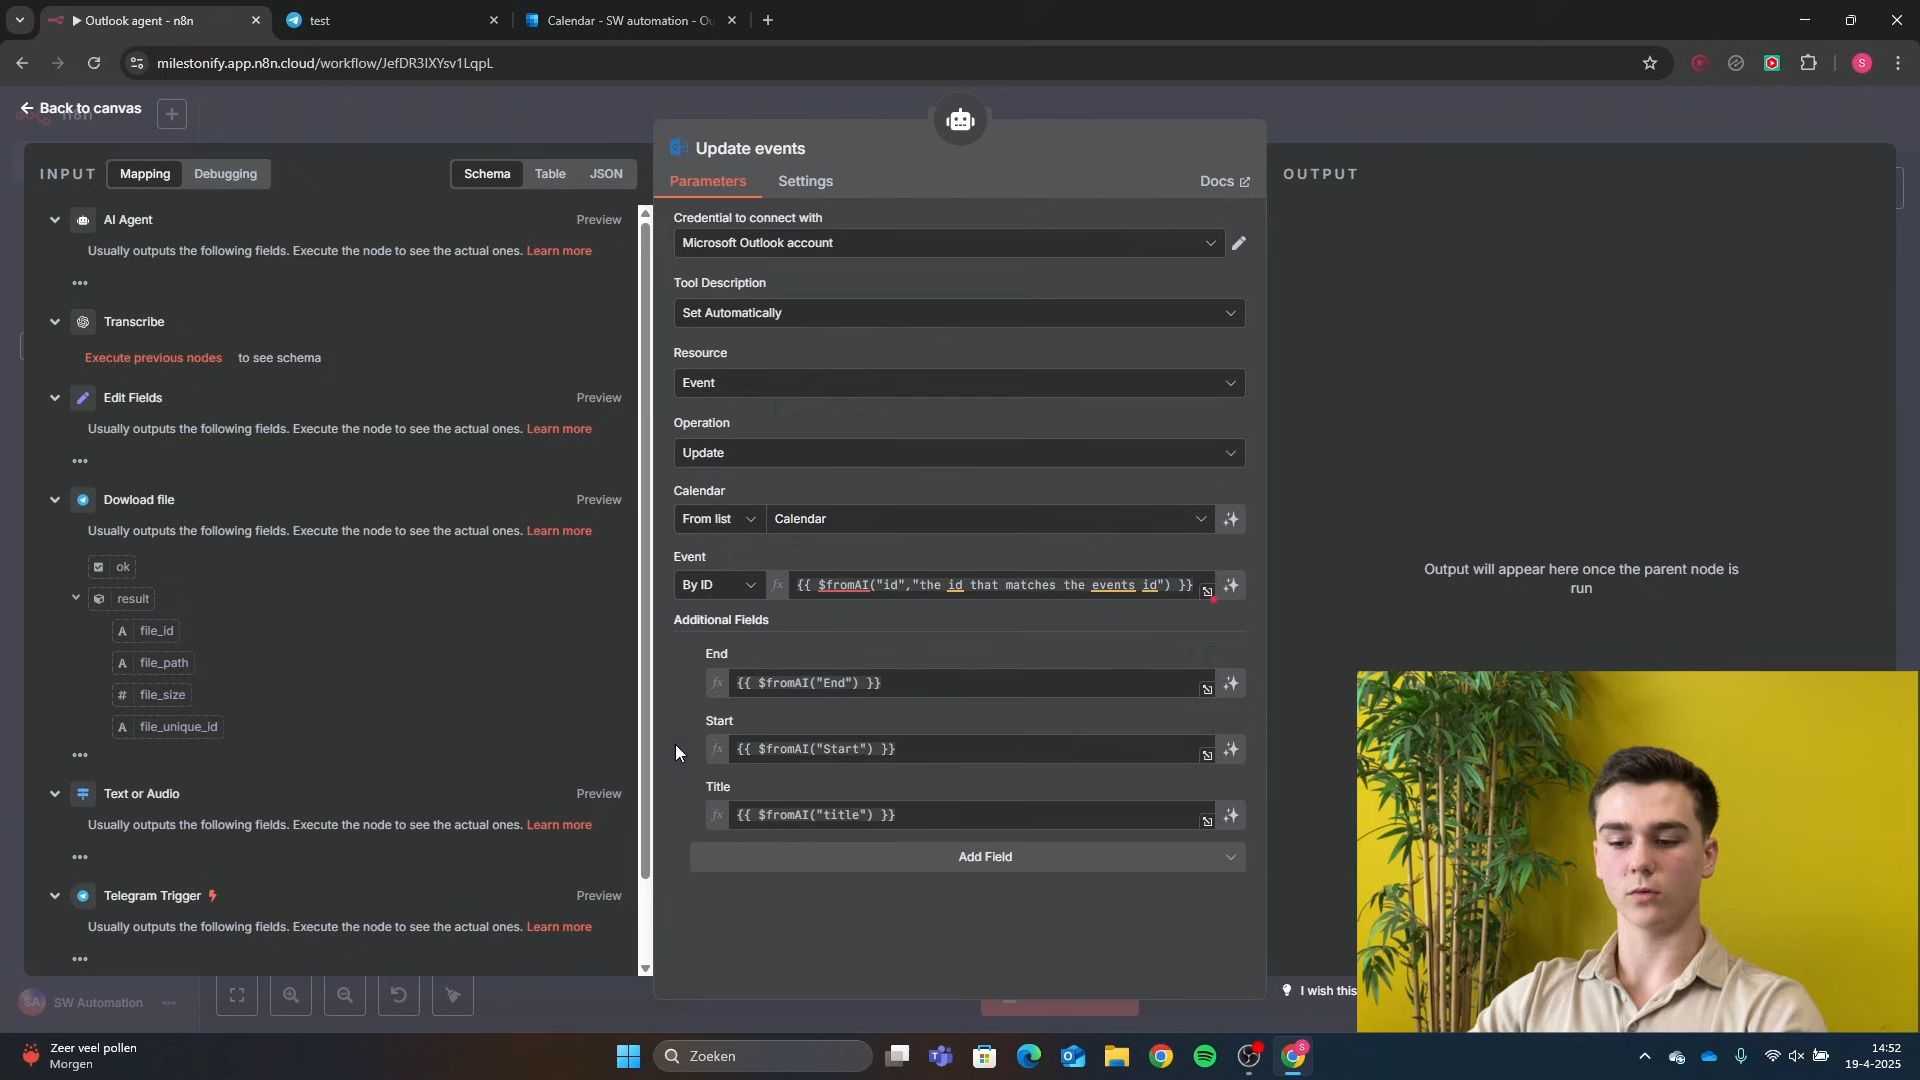 Outlook agent - n8n
test
Calendar - SW automation - Ou
milestonify.app.n8n.cloud/workflow/JefDR3IXYsv1LqpL
S
Back to canvas
n8n
INPUT
Mapping
Debugging
Schema
Table
JSON
AI Agent
Preview
Usually outputs the following fields. Execute the node to see the actual ones. Learn more
Transcribe
Execute previous nodes to see schema
Edit Fields
Preview
Usually outputs the following fields. Execute the node to see the actual ones. Learn more
Dowload file
Preview
Usually outputs the following fields. Execute the node to see the actual ones. Learn more
ok
result
A file_id
A file_path
# file_size
A file_unique_id
Text or Audio
Preview
Usually outputs the following fields. Execute the node to see the actual ones. Learn more
Telegram Trigger
Preview
Usually outputs the following fields. Execute the node to see the actual ones. Learn more
SA SW Automation
Update events
Parameters
Settings
Docs
Credential to connect with
Microsoft Outlook account
Tool Description
Set Automatically
Resource
Event
Operation
Update
Calendar
From list
Calendar
Event
By ID
fx
{{ $fromAI("id","the id that matches the events id") }}
Additional Fields
End
fx
{{ $fromAI("End") }}
Start
fx
{{ $fromAI("Start") }}
Title
fx
{{ $fromAI("title") }}
Add Field
OUTPUT
Output will appear here once the parent node is
run
I wish this
Zeer veel pollen
Morgen
Zoeken
S
14:52
19-4-2025